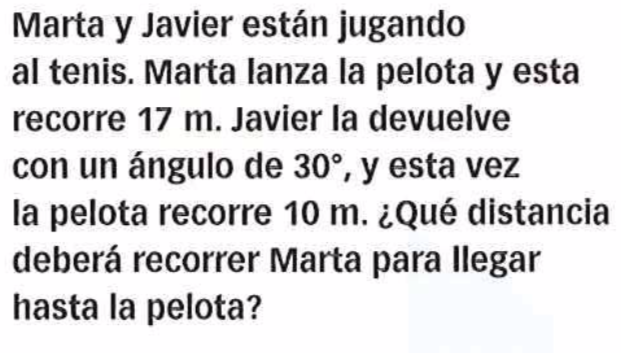 Marta y Javier están jugando
al tenis. Marta lanza la pelota y esta
recorre 17 m. Javier la devuelve
con un ángulo de 30°, y esta vez
la pelota recorre 10 m. ¿Qué distancia
deberá recorrer Marta para llegar
hasta la pelota?